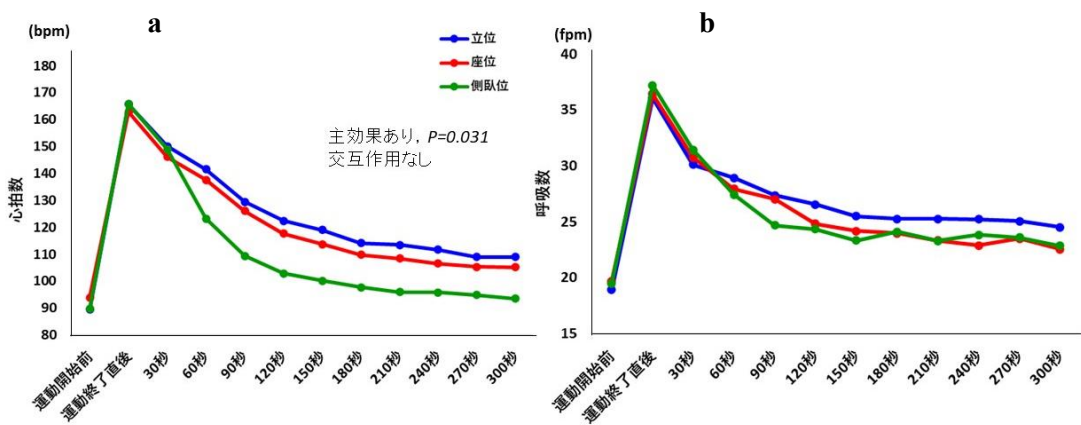 (bpm)
a
立位
座位
側臥位
180
170
160
150
140
130
120
110
100
90
80
心拍数
主効果あり, P=0.031
交互作用なし
運動開始前
運動終了直後
30秒
60秒
90秒
120秒
150秒
180秒
210秒
240秒
270秒
300秒
(fpm)
b
40
35
30
25
20
15
呼吸数
運動開始前
運動終了直後
30秒
60秒
90秒
120秒
150秒
180秒
210秒
240秒
270秒
300秒